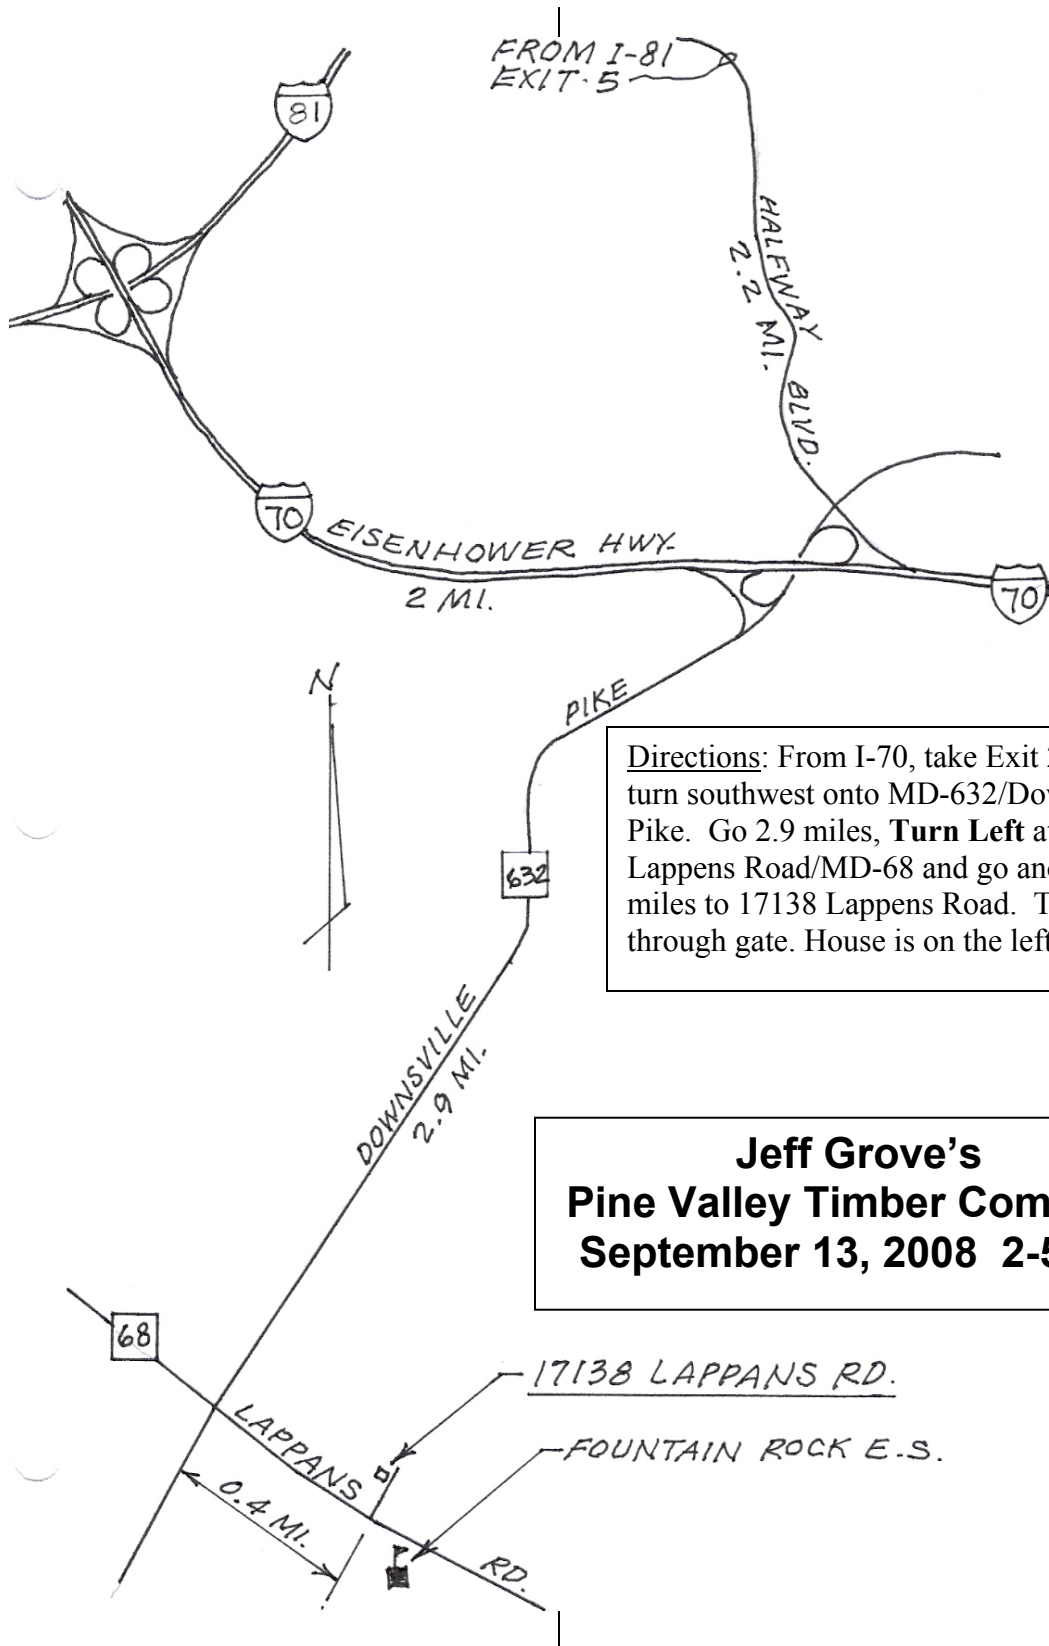 FROM I-81
EXIT-5
81
HALFWAY BLVD.
2.2 MI.
70
EISENHOWER HWY.
2 MI.
70
N
PIKE
Directions: From I-70, take Exit
turn southwest onto MD-632/Dow
Pike. Go 2.9 miles, Turn Left a
Lappens Road/MD-68 and go an
miles to 17138 Lappens Road. T
through gate. House is on the left
632
DOWNSVILLE
2.9 MI.
Jeff Grove's
Pine Valley Timber Com
September 13, 2008 2-5
68
17138 LAPPANS RD.
LAPPANS RD.
FOUNTAIN ROCK E.S.
0.4 MI.